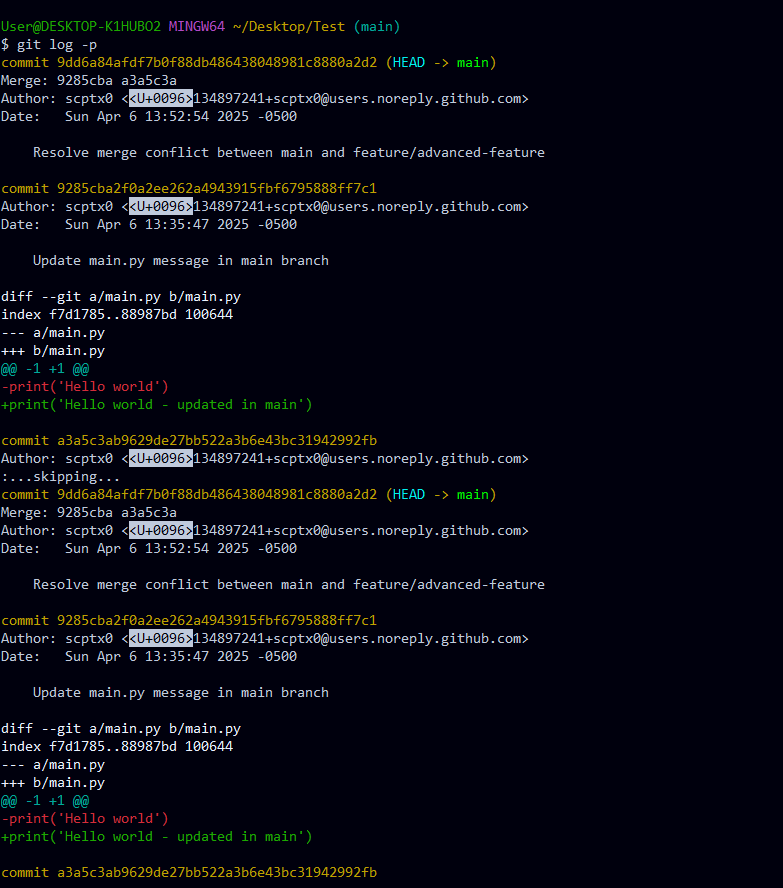 User@DESKTOP-K1HUBO2 MINGW64 ~/Desktop/Test (main)
$ git log -p
commit 9dd6a84afdf7b0f88db486438048981c8880a2d2 (HEAD -> main)
Merge: 9285cba a3a5c3a
Author: scptx0 <<U+0096>134897241+scptx0@users.noreply.github.com>
Date:   Sun Apr 6 13:52:54 2025 -0500

    Resolve merge conflict between main and feature/advanced-feature

commit 9285cba2f0a2ee262a4943915fbf6795888ff7c1
Author: scptx0 <<U+0096>134897241+scptx0@users.noreply.github.com>
Date:   Sun Apr 6 13:35:47 2025 -0500

    Update main.py message in main branch

diff --git a/main.py b/main.py
index f7d1785..88987bd 100644
--- a/main.py
+++ b/main.py
@@ -1 +1 @@
-print('Hello world')
+print('Hello world - updated in main')

commit a3a5c3ab9629de27bb522a3b6e43bc31942992fb
Author: scptx0 <<U+0096>134897241+scptx0@users.noreply.github.com>
:...skipping...
commit 9dd6a84afdf7b0f88db486438048981c8880a2d2 (HEAD -> main)
Merge: 9285cba a3a5c3a
Author: scptx0 <<U+0096>134897241+scptx0@users.noreply.github.com>
Date:   Sun Apr 6 13:52:54 2025 -0500

    Resolve merge conflict between main and feature/advanced-feature

commit 9285cba2f0a2ee262a4943915fbf6795888ff7c1
Author: scptx0 <<U+0096>134897241+scptx0@users.noreply.github.com>
Date:   Sun Apr 6 13:35:47 2025 -0500

    Update main.py message in main branch

diff --git a/main.py b/main.py
index f7d1785..88987bd 100644
--- a/main.py
+++ b/main.py
@@ -1 +1 @@
-print('Hello world')
+print('Hello world - updated in main')

commit a3a5c3ab9629de27bb522a3b6e43bc31942992fb